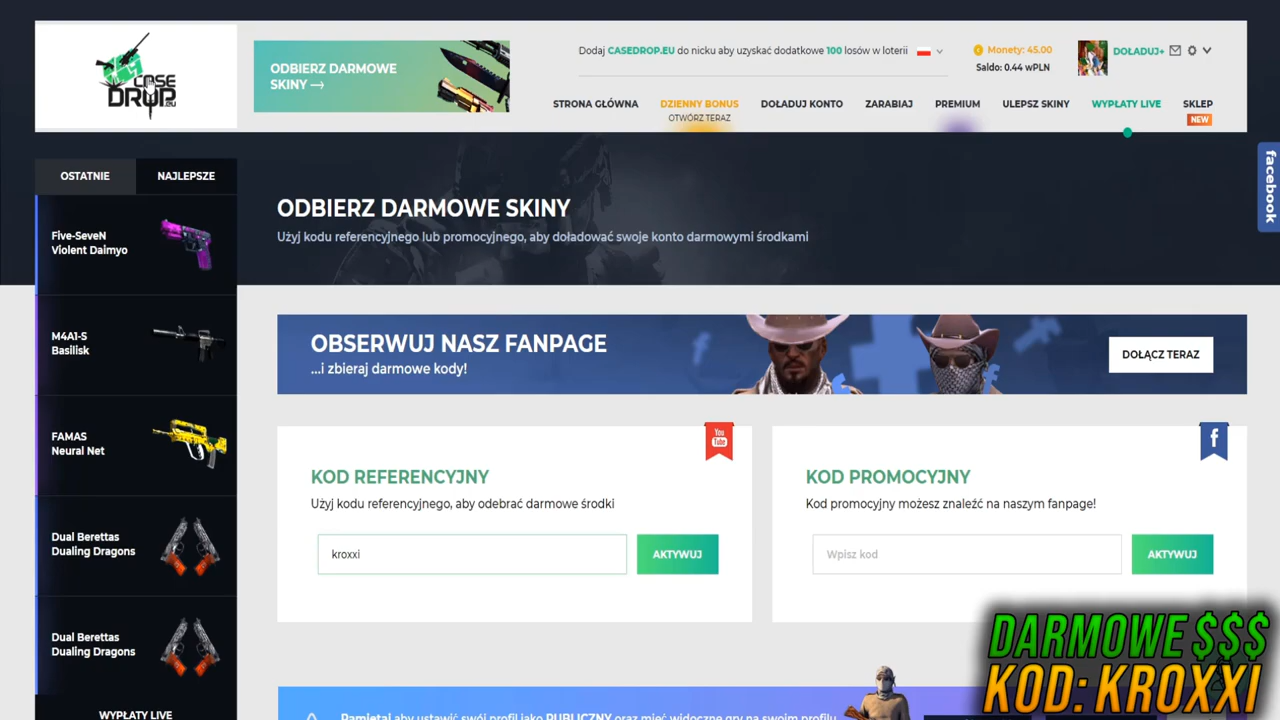 CASE
DROP
.EU
ODBIERZ DARMOWE
SKINY →
Dodaj CASEDROP.EU do nicku aby uzyskać dodatkowe 100 losów w loterii
Monety: 45.00
Saldo: 0.44 wPLN
DOŁADUJ+
STRONA GŁÓWNA
DZIENNY BONUS
OTWÓRZ TERAZ
DOŁADUJ KONTO
ZARABIAJ
PREMIUM
ULEPSZ SKINY
WYPŁATY LIVE
SKLEP
NEW
facebook
OSTATNIE
NAJLEPSZE
Five-SeveN
Violent Daimyo
M4A1-S
Basilisk
FAMAS
Neural Net
Dual Berettas
Dualing Dragons
Dual Berettas
Dualing Dragons
WYPŁATY LIVE
ODBIERZ DARMOWE SKINY
Użyj kodu referencyjnego lub promocyjnego, aby doładować swoje konto darmowymi środkami
OBSERWUJ NASZ FANPAGE
...i zbieraj darmowe kody!
DOŁĄCZ TERAZ
You
Tube
KOD REFERENCYJNY
Użyj kodu referencyjnego, aby odebrać darmowe środki
kroxxi
AKTYWUJ
f
KOD PROMOCYJNY
Kod promocyjny możesz znaleźć na naszym fanpage!
Wpisz kod
AKTYWUJ
Pamiętaj aby ustawić swój profil jako PUBLICZNY oraz mieć widoczne gry na swoim profilu
DARMOWE $$$
KOD: KROXXI